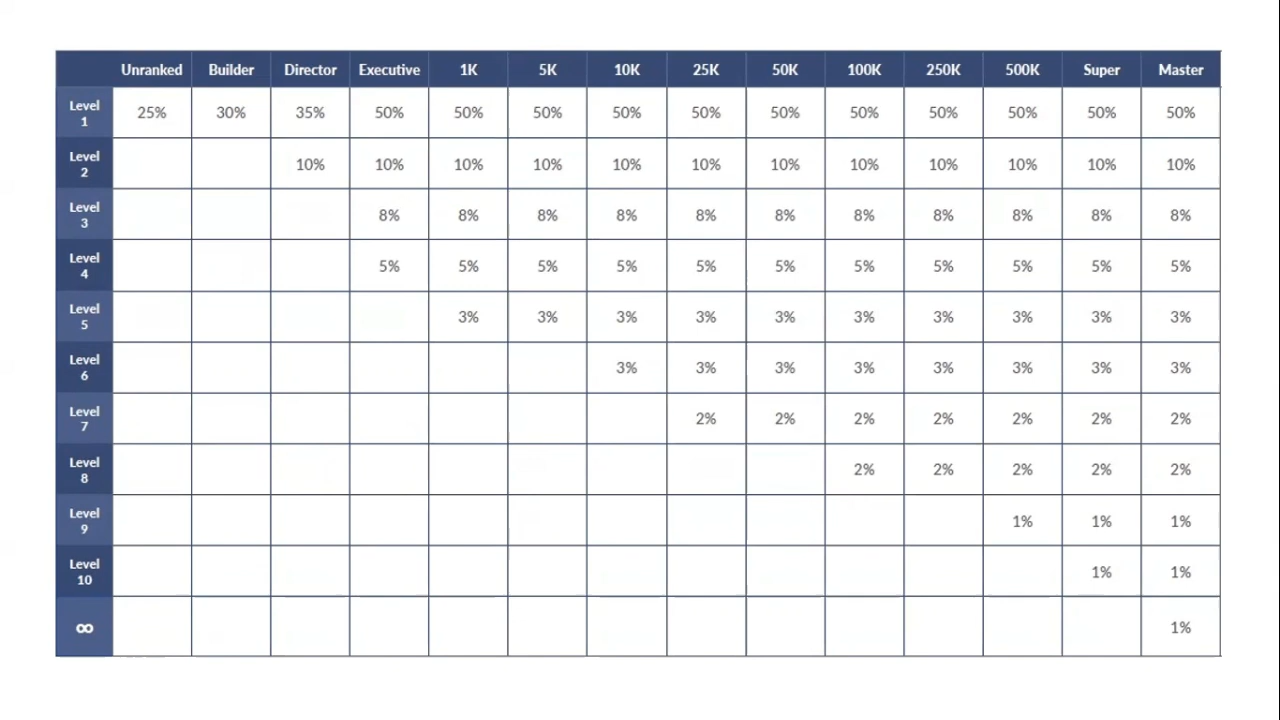 Unranked Builder Director Executive 1K 5K 10K 25K 50K 100K 250K 500K Super Master
Level 1 25% 30% 35% 50% 50% 50% 50% 50% 50% 50% 50% 50% 50% 50%
Level 2 10% 10% 10% 10% 10% 10% 10% 10% 10% 10% 10% 10%
Level 3 8% 8% 8% 8% 8% 8% 8% 8% 8% 8% 8%
Level 4 5% 5% 5% 5% 5% 5% 5% 5% 5% 5% 5%
Level 5 3% 3% 3% 3% 3% 3% 3% 3% 3% 3%
Level 6 3% 3% 3% 3% 3% 3% 3% 3%
Level 7 2% 2% 2% 2% 2% 2% 2%
Level 8 2% 2% 2% 2% 2%
Level 9 1% 1% 1%
Level 10 1% 1%
∞ 1%